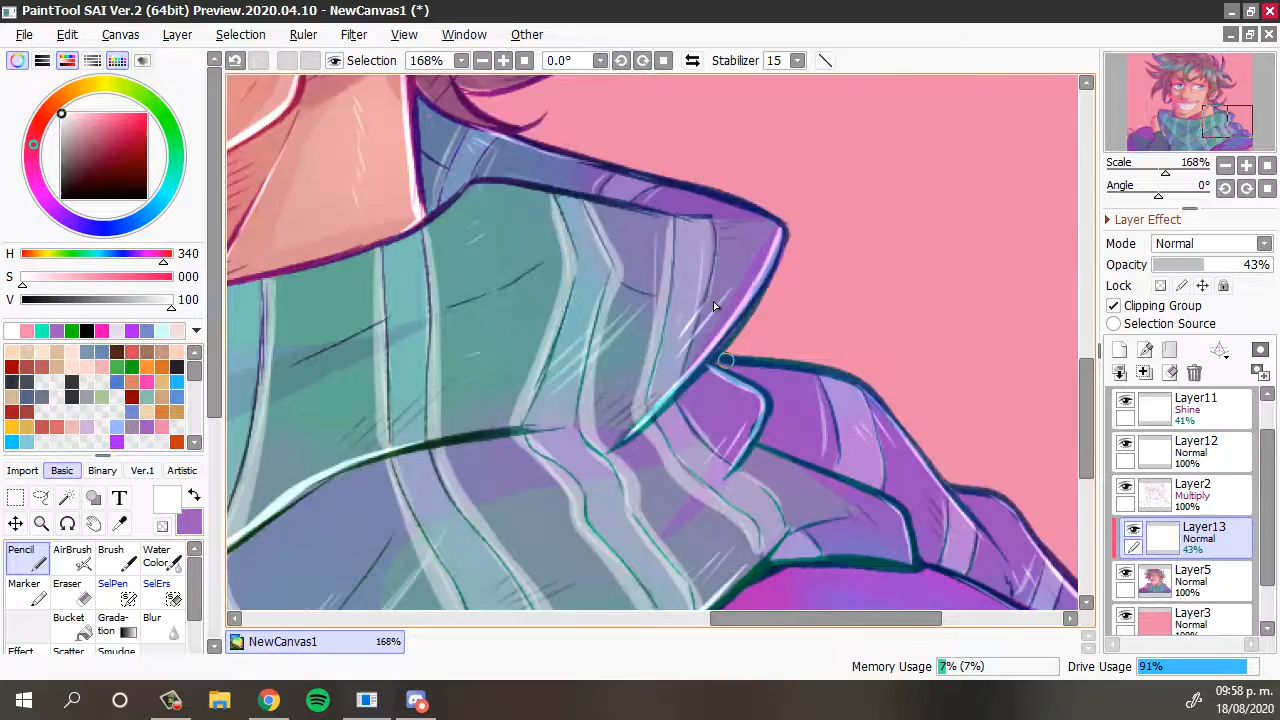 PaintTool SAI Ver.2 (64bit) Preview.2020.04.10 - NewCanvas1 (*)
File Edit Canvas Layer Selection Ruler Filter View Window Other
Selection 168% 0.0° Stabilizer 15
Scale 168%
Angle 0°
Layer Effect
Mode Normal
Opacity 43%
Lock
Clipping Group
Selection Source
H 340
S 000
V 100
Import Basic Binary Ver.1 Artistic
T
Pencil AirBrush Brush Water Color
Marker Eraser SelPen SelErs
Bucket Grada- tion Blur
Effect Scatter Smudge
Layer11
Shine
41%
Layer12
Normal
100%
Layer2
Multiply
100%
Layer13
Normal
43%
Layer5
Normal
100%
Layer3
Normal
100%
NewCanvas1 168%
Memory Usage 7% (7%) Drive Usage 91%
09:58 p. m.
18/08/2020